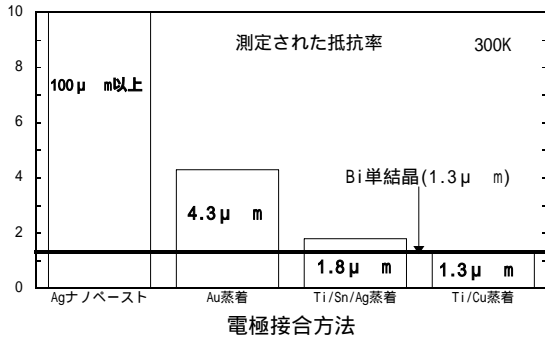 10
測定された抵抗率 300K
8
100μ m以上
6
Bi単結晶(1.3μ m)
4
4.3μ m
2
1.8μ m
1.3μ m
0
Agナノペースト Au蒸着 Ti/Sn/Ag蒸着 Ti/Cu蒸着
電極接合方法